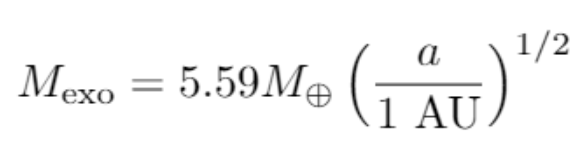 M_exo = 5.59M_⊕ (a / 1 AU)^{1/2}